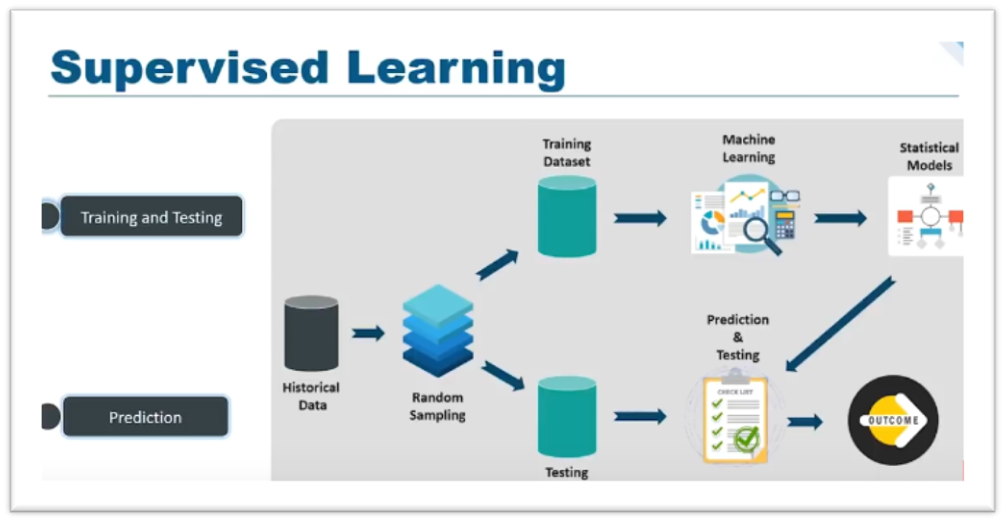 Supervised Learning
Training and Testing
Prediction
Historical
Data
Random
Sampling
Training
Dataset
Machine
Learning
Statistical
Models
Testing
Prediction
&
Testing
CHECK LIST
OUTCOME